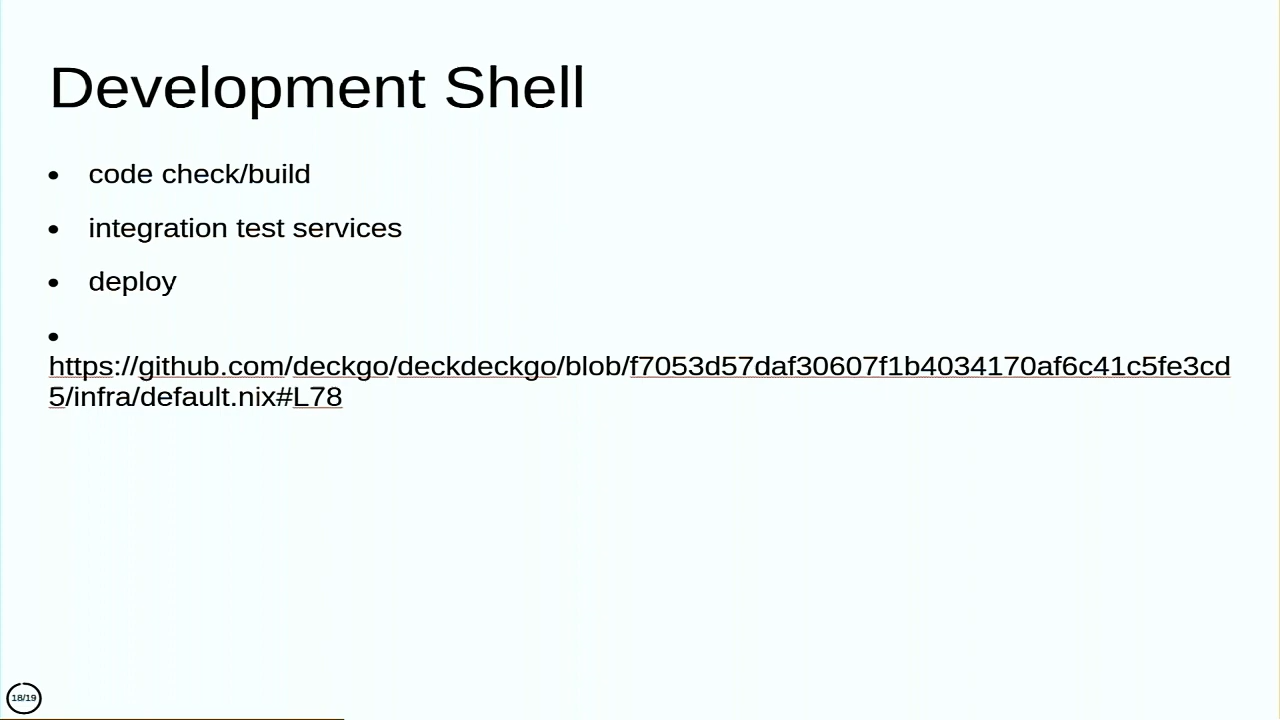 Development Shell
• code check/build
• integration test services
• deploy
•
https://github.com/deckgo/deckdeckgo/blob/f7053d57daf30607f1b4034170af6c41c5fe3cd
5/infra/default.nix#L78
18/19